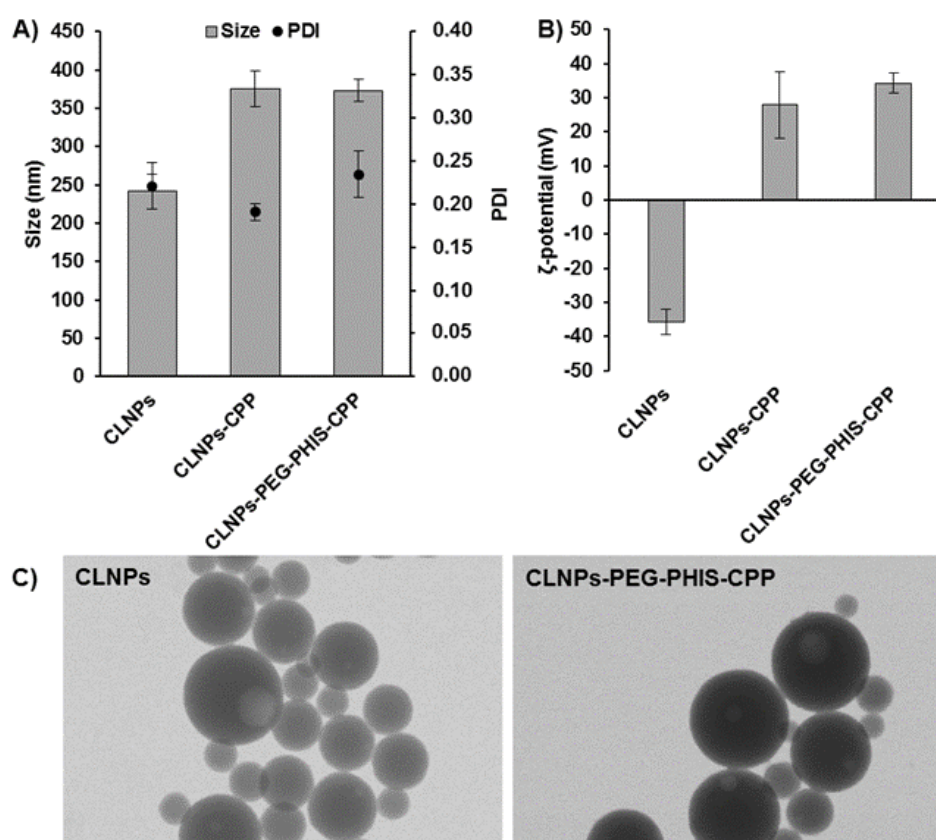 A)
Size PDI
Size (nm)
450
400
350
300
250
200
150
100
50
0
0.40
0.35
0.30
0.25
0.20
0.15
0.10
0.05
0.00
PDI
CLNPs
CLNPs-CPP
CLNPs-PEG-PHIS-CPP
B)
ζ-potential (mV)
50
40
30
20
10
0
-10
-20
-30
-40
-50
CLNPs
CLNPs-CPP
CLNPs-PEG-PHIS-CPP
C)
CLNPs
CLNPs-PEG-PHIS-CPP